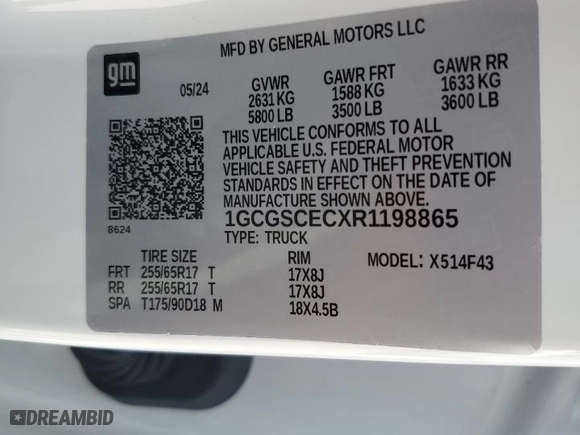 gm
MFD BY GENERAL MOTORS LLC
05/24 GVWR GAWR FRT GAWR RR
2631 KG 1588 KG 1633 KG
5800 LB 3500 LB 3600 LB
THIS VEHICLE CONFORMS TO ALL
APPLICABLE U.S. FEDERAL MOTOR
VEHICLE SAFETY AND THEFT PREVENTION
STANDARDS IN EFFECT ON THE DATE OF
MANUFACTURE SHOWN ABOVE.
8624
1GCGSCECXR1198865
TYPE: TRUCK
TIRE SIZE RIM MODEL: X514F43
FRT 255/65R17 T 17X8J
RR 255/65R17 T 17X8J
SPA T175/90D18 M 18X4.5B
DREAMBID